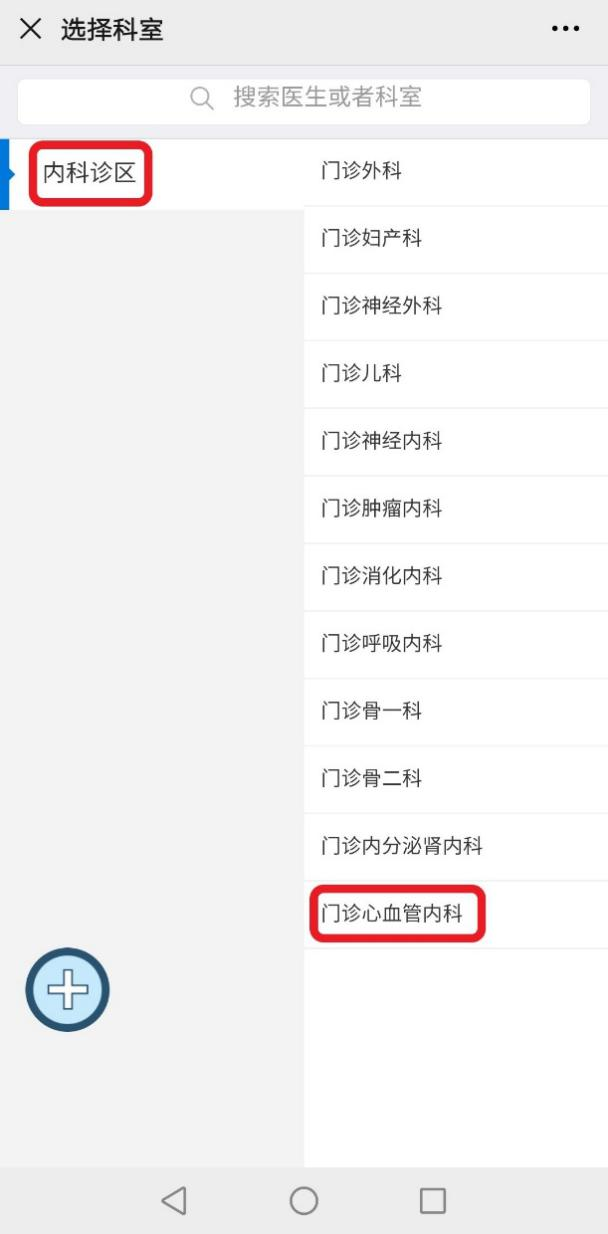 选择科室
搜索医生或者科室
内科诊区
门诊外科
门诊妇产科
门诊神经外科
门诊儿科
门诊神经内科
门诊肿瘤内科
门诊消化内科
门诊呼吸内科
门诊骨一科
门诊骨二科
门诊内分泌肾内科
门诊心血管内科